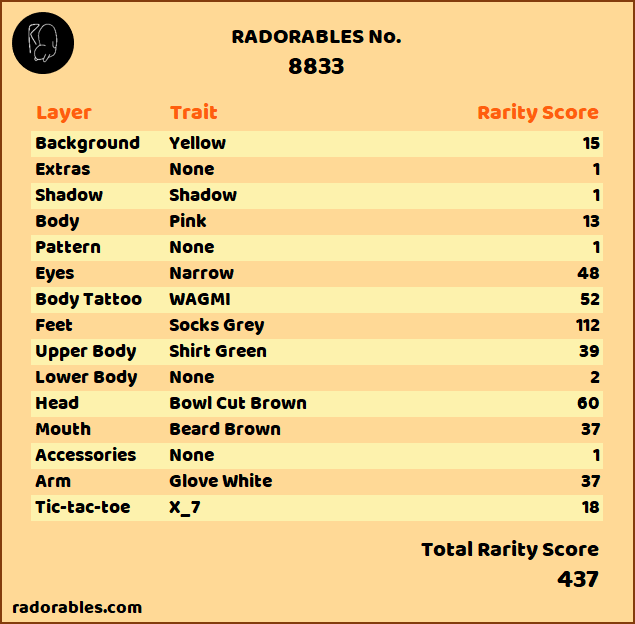 RADORABLES No.
8833
Layer Trait Rarity Score
Background Yellow 15
Extras None 1
Shadow Shadow 1
Body Pink 13
Pattern None 1
Eyes Narrow 48
Body Tattoo WAGMI 52
Feet Socks Grey 112
Upper Body Shirt Green 39
Lower Body None 2
Head Bowl Cut Brown 60
Mouth Beard Brown 37
Accessories None 1
Arm Glove White 37
Tic-tac-toe X_7 18
Total Rarity Score
437
radorables.com